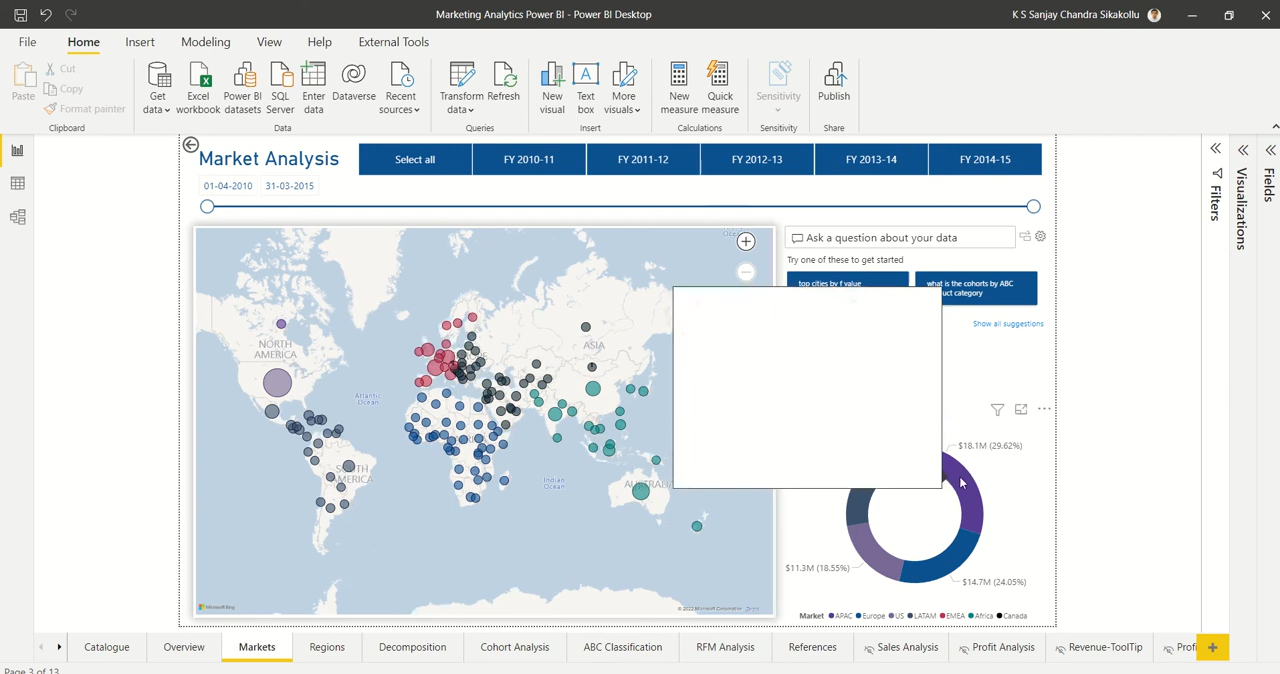 Marketing Analytics Power BI - Power BI Desktop
K S Sanjay Chandra Sikakollu
File Home Insert Modeling View Help External Tools
Paste
Cut
Copy
Format painter
Clipboard
Get data
Excel workbook
Power BI datasets
SQL Server
Enter data
Dataverse
Recent sources
Data
Transform data
Refresh
Queries
New visual
Text box
More visuals
Insert
New measure
Quick measure
Calculations
Sensitivity
Sensitivity
Publish
Share
Market Analysis
Select all FY 2010-11 FY 2011-12 FY 2012-13 FY 2013-14 FY 2014-15
01-04-2010 31-03-2015
Filters
Visualizations
Fields
Ask a question about your data
Try one of these to get started
top cities by f value
what is the cohorts by ABC
uct category
Show all suggestions
NORTH
AMERICA
Atlantic
Ocean
SOUTH
AMERICA
ASIA
Indian
Ocean
AUSTRALIA
Microsoft Bing
© 2022 Microsoft Corporation Terms
$18.1M (29.62%)
$11.3M (18.55%)
$14.7M (24.05%)
Market APAC Europe US LATAM EMEA Africa Canada
Catalogue Overview Markets Regions Decomposition Cohort Analysis ABC Classification RFM Analysis References Sales Analysis Profit Analysis Revenue-ToolTip Profi
Page 3 of 13